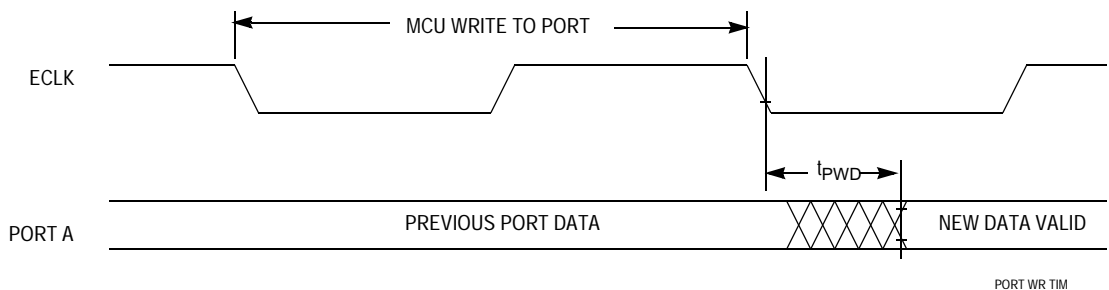 MCU WRITE TO PORT
ECLK
tPWD
PORT A
PREVIOUS PORT DATA
NEW DATA VALID
PORT WR TIM